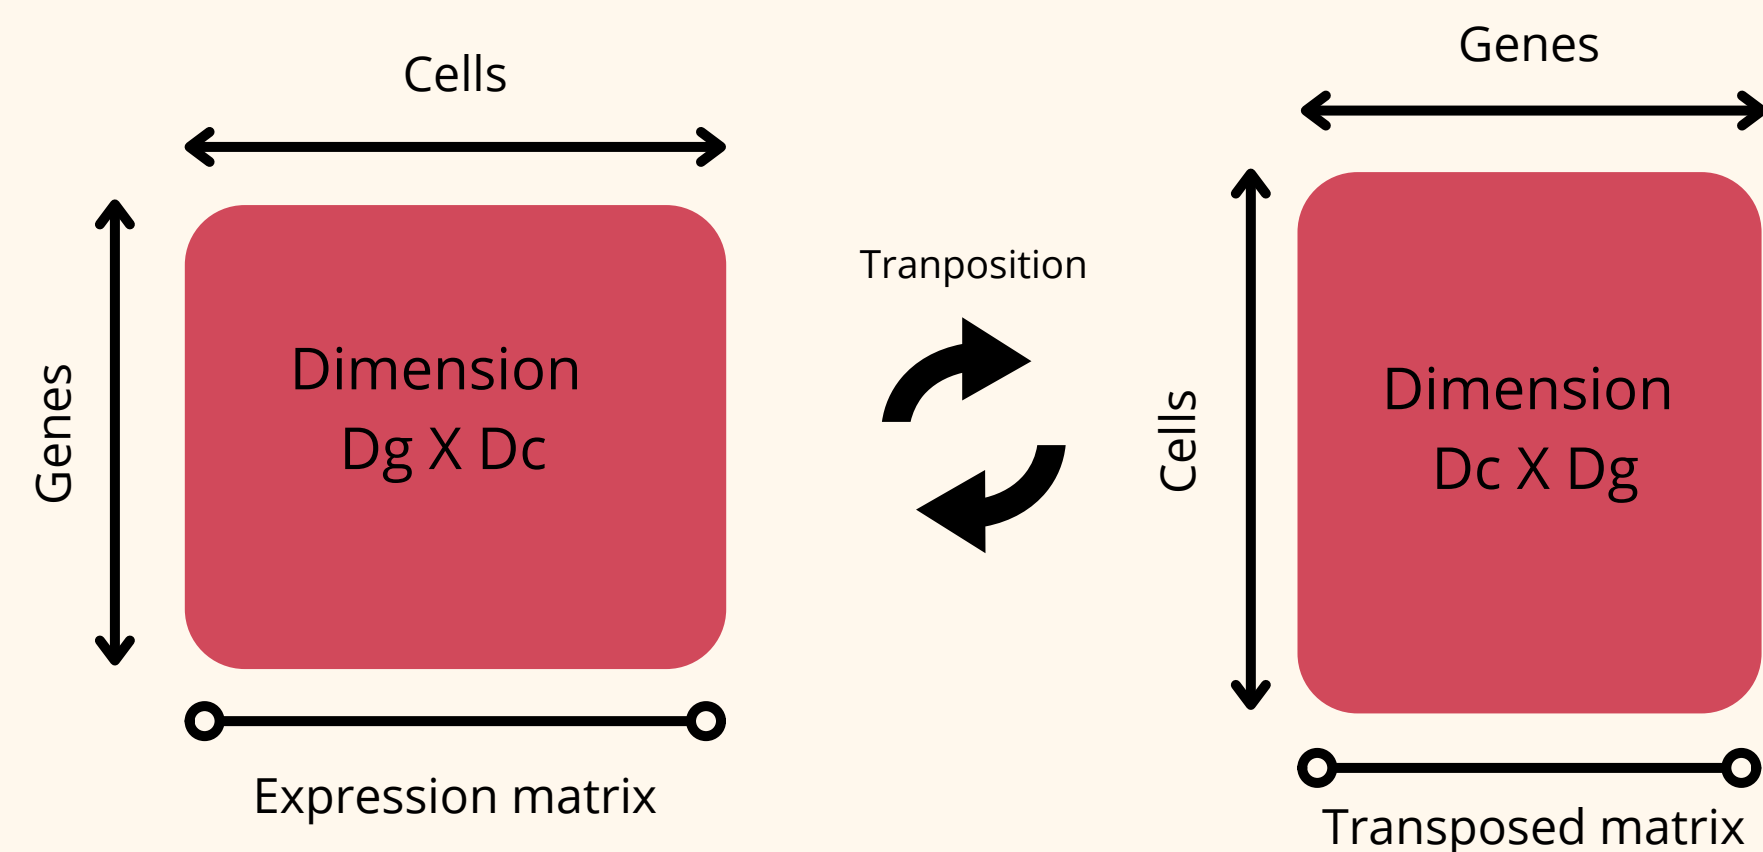 Cells
Genes
Dimension
Dg X Dc
Expression matrix
Tranposition
Genes
Cells
Dimension
Dc X Dg
Transposed matrix